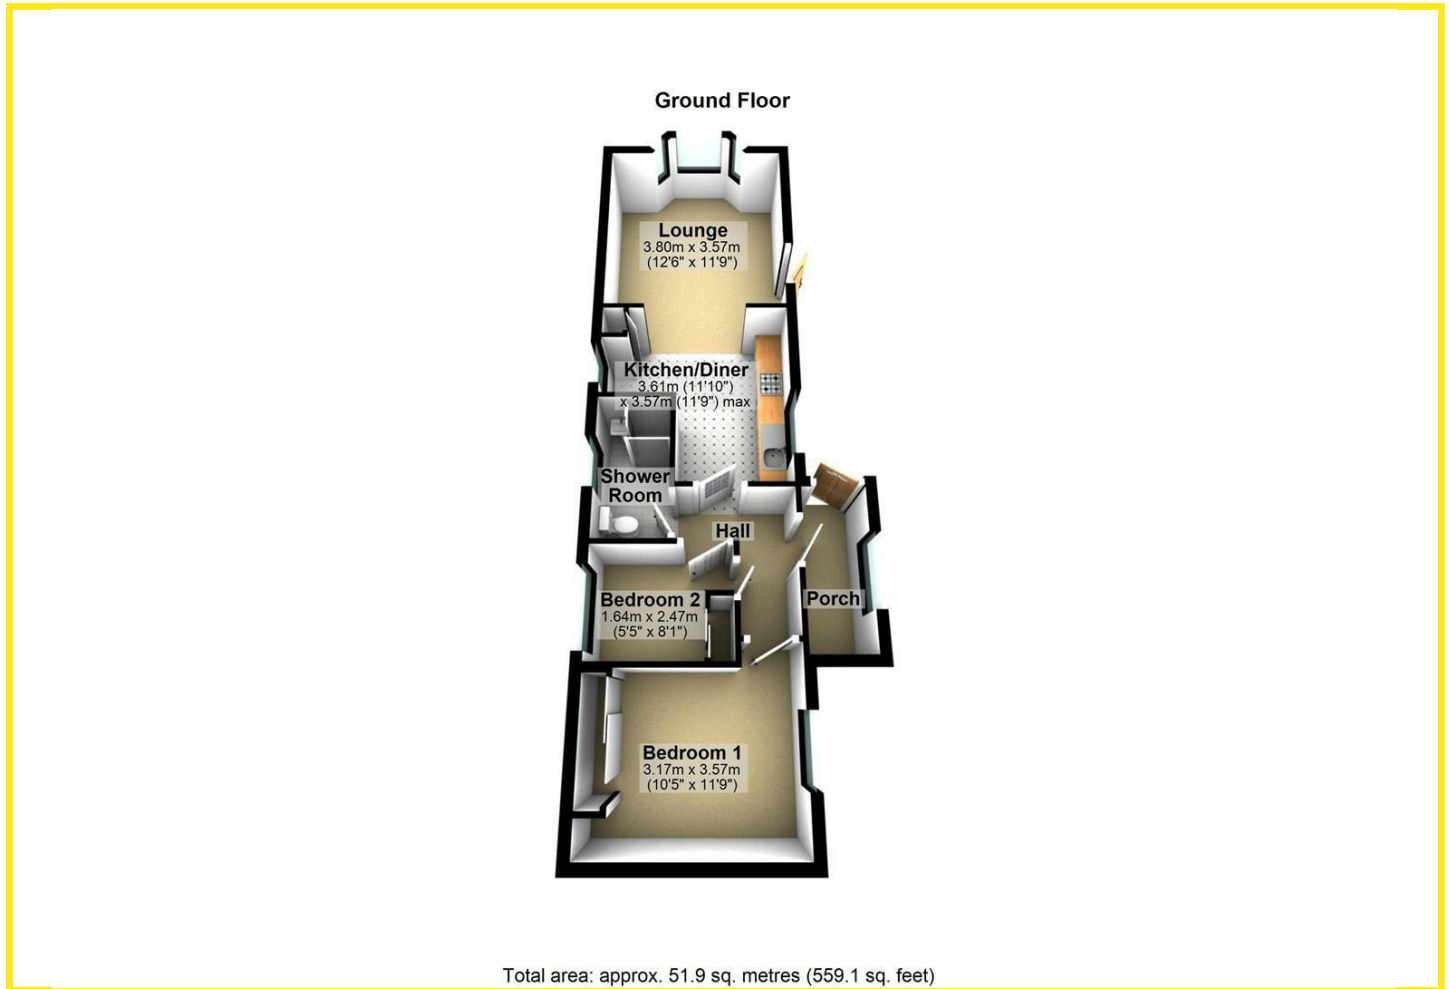 Ground Floor
Lounge
3.80m x 3.57m
(12'6" x 11'9")
Kitchen/Diner
3.61m (11'10")
x 3.57m (11'9") max
Shower
Room
Hall
Bedroom 2
1.64m x 2.47m
(5'5" x 8'1")
Porch
Bedroom 1
3.17m x 3.57m
(10'5" x 11'9")
Total area: approx. 51.9 sq. metres (559.1 sq. feet)